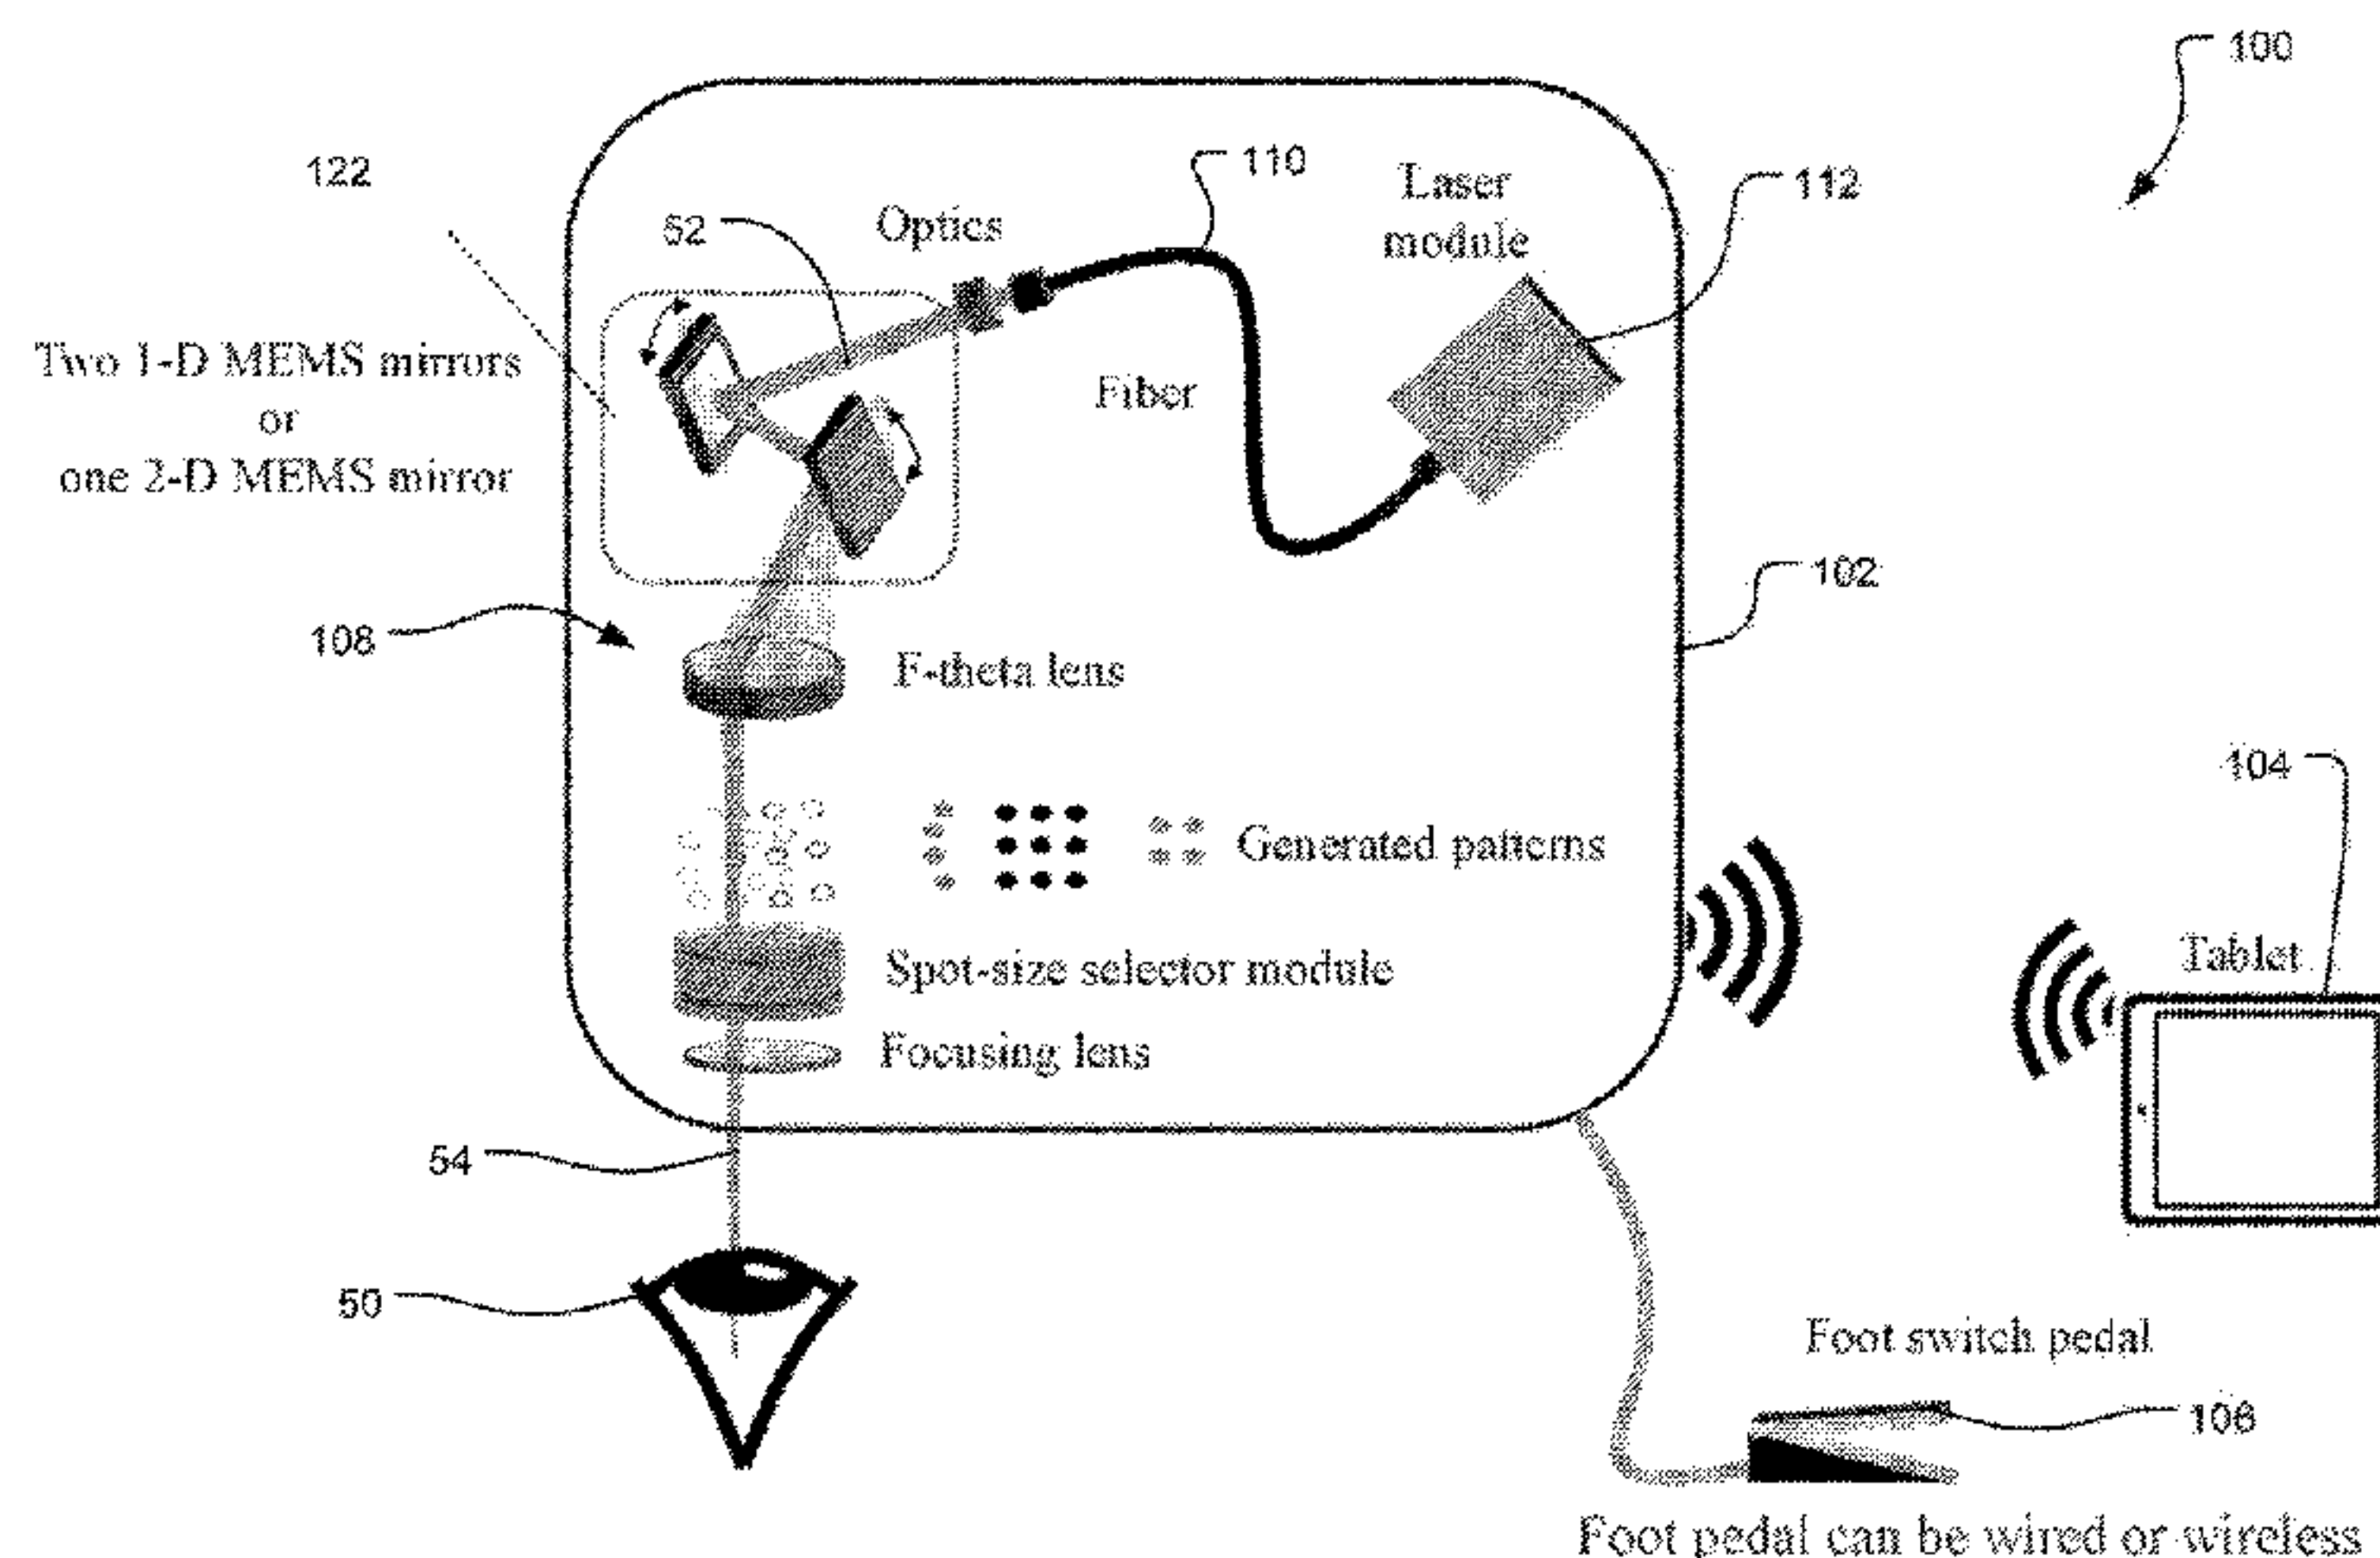 100
122
110
Laser
module
112
52
Optics
Two 1-D MEMS mirrors
or
one 2-D MEMS mirror
Fiber
102
108
F-theta lens
104
Generated patterns
Tablet
Spot-size selector module
Focusing lens
54
50
Foot switch pedal
106
Foot pedal can be wired or wireless